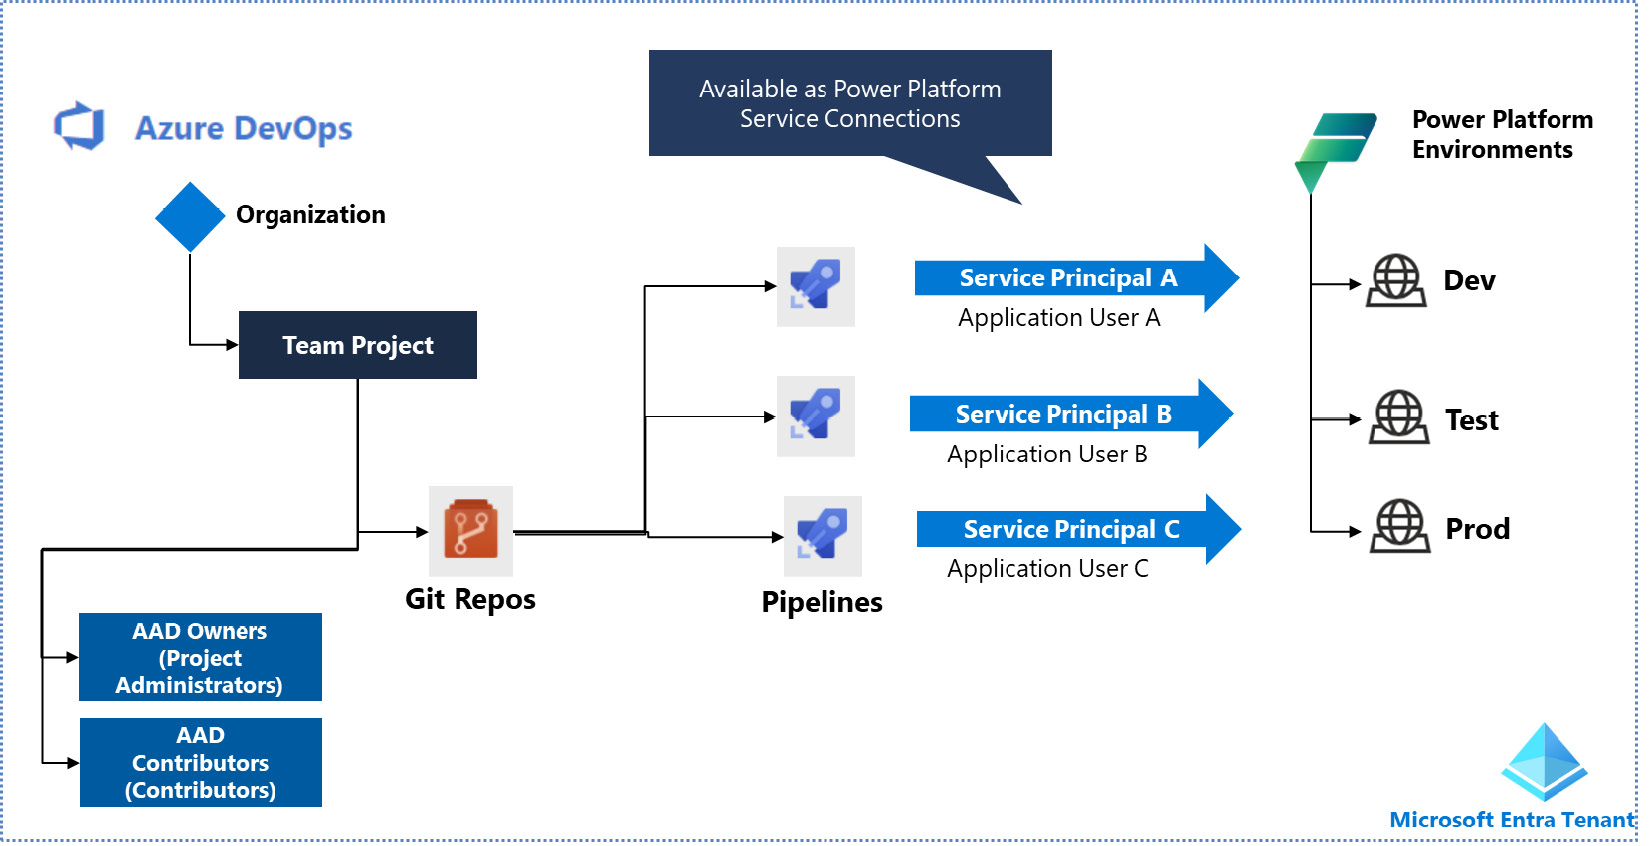 Azure DevOps
Organization
Team Project
AAD Owners
(Project
Administrators)
AAD
Contributors
(Contributors)
Git Repos
Pipelines
Available as Power Platform
Service Connections
Service Principal A
Application User A
Service Principal B
Application User B
Service Principal C
Application User C
Power Platform
Environments
Dev
Test
Prod
Microsoft Entra Tenant